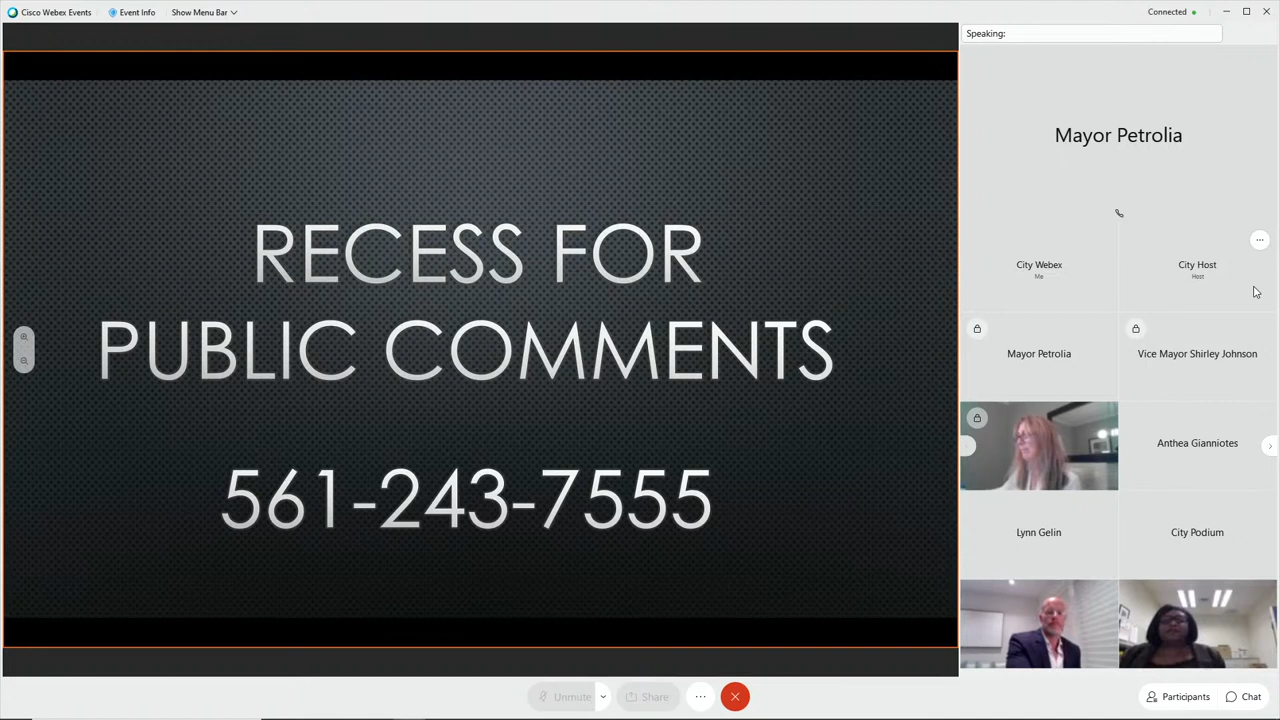 Cisco Webex Events
Event Info
Show Menu Bar
Connected
Speaking:
Mayor Petrolia
RECESS FOR
PUBLIC COMMENTS
561-243-7555
City Webex
Me
City Host
Host
Mayor Petrolia
Vice Mayor Shirley Johnson
Anthea Gianniotes
Lynn Gelin
City Podium
Unmute
Share
Participants
Chat